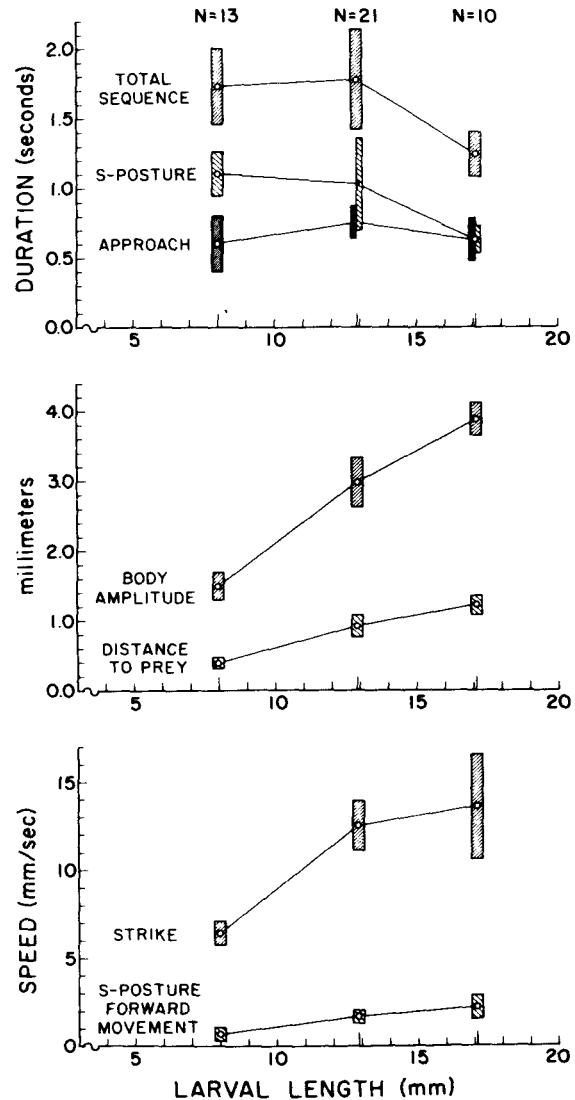 N=13 N=21 N=10
DURATION (seconds)
2.0
1.5
1.0
0.5
0.0
TOTAL
SEQUENCE
S-POSTURE
APPROACH
5 10 15 20
millimeters
4.0
3.0
2.0
1.0
0.0
BODY
AMPLITUDE
DISTANCE
TO PREY
5 10 15 20
SPEED (mm/sec)
15
10
5
0
STRIKE
S-POSTURE
FORWARD
MOVEMENT
5 10 15 20
LARVAL LENGTH (mm)